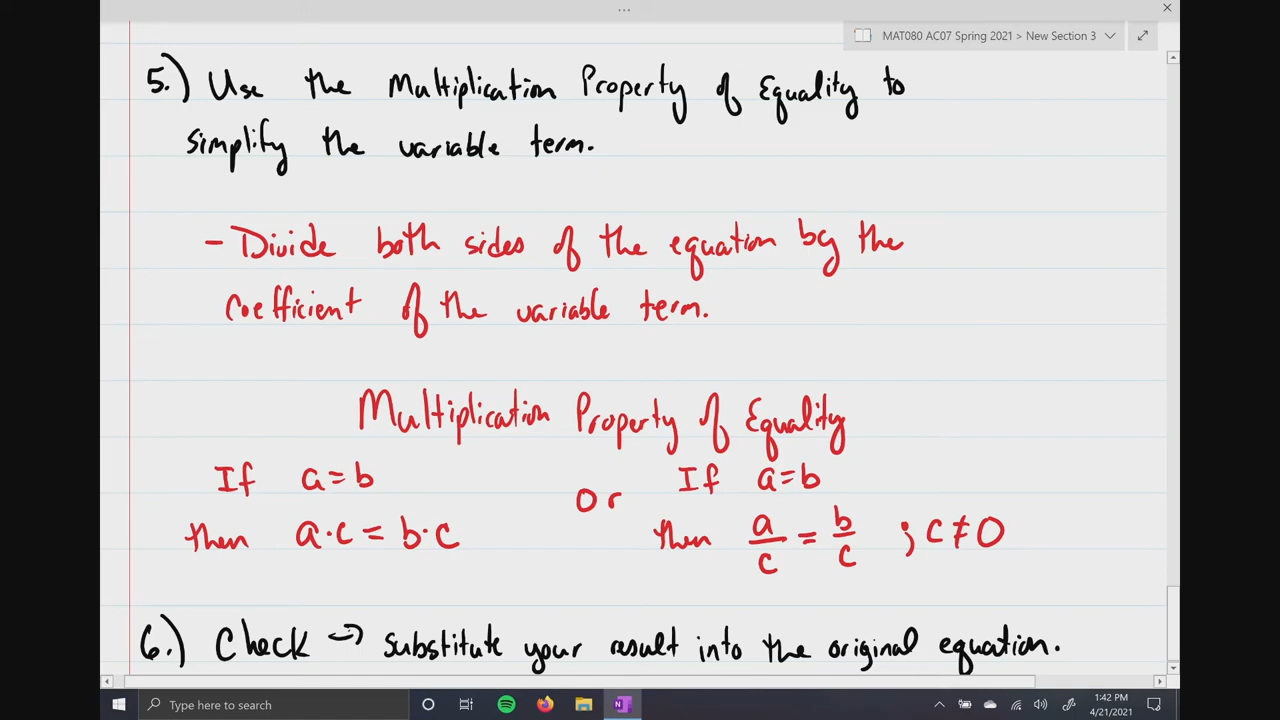 MAT080 AC07 Spring 2021 > New Section 3
5.) Use the Multiplication Property of Equality to
simplify the variable term.
- Divide both sides of the equation by the
coefficient of the variable term.
Multiplication Property of Equality
If a=b Or If a=b
then a·c = b·c then a/c = b/c ; c≠0
6.) Check → substitute your result into the original equation.
Type here to search
1:42 PM
4/21/2021